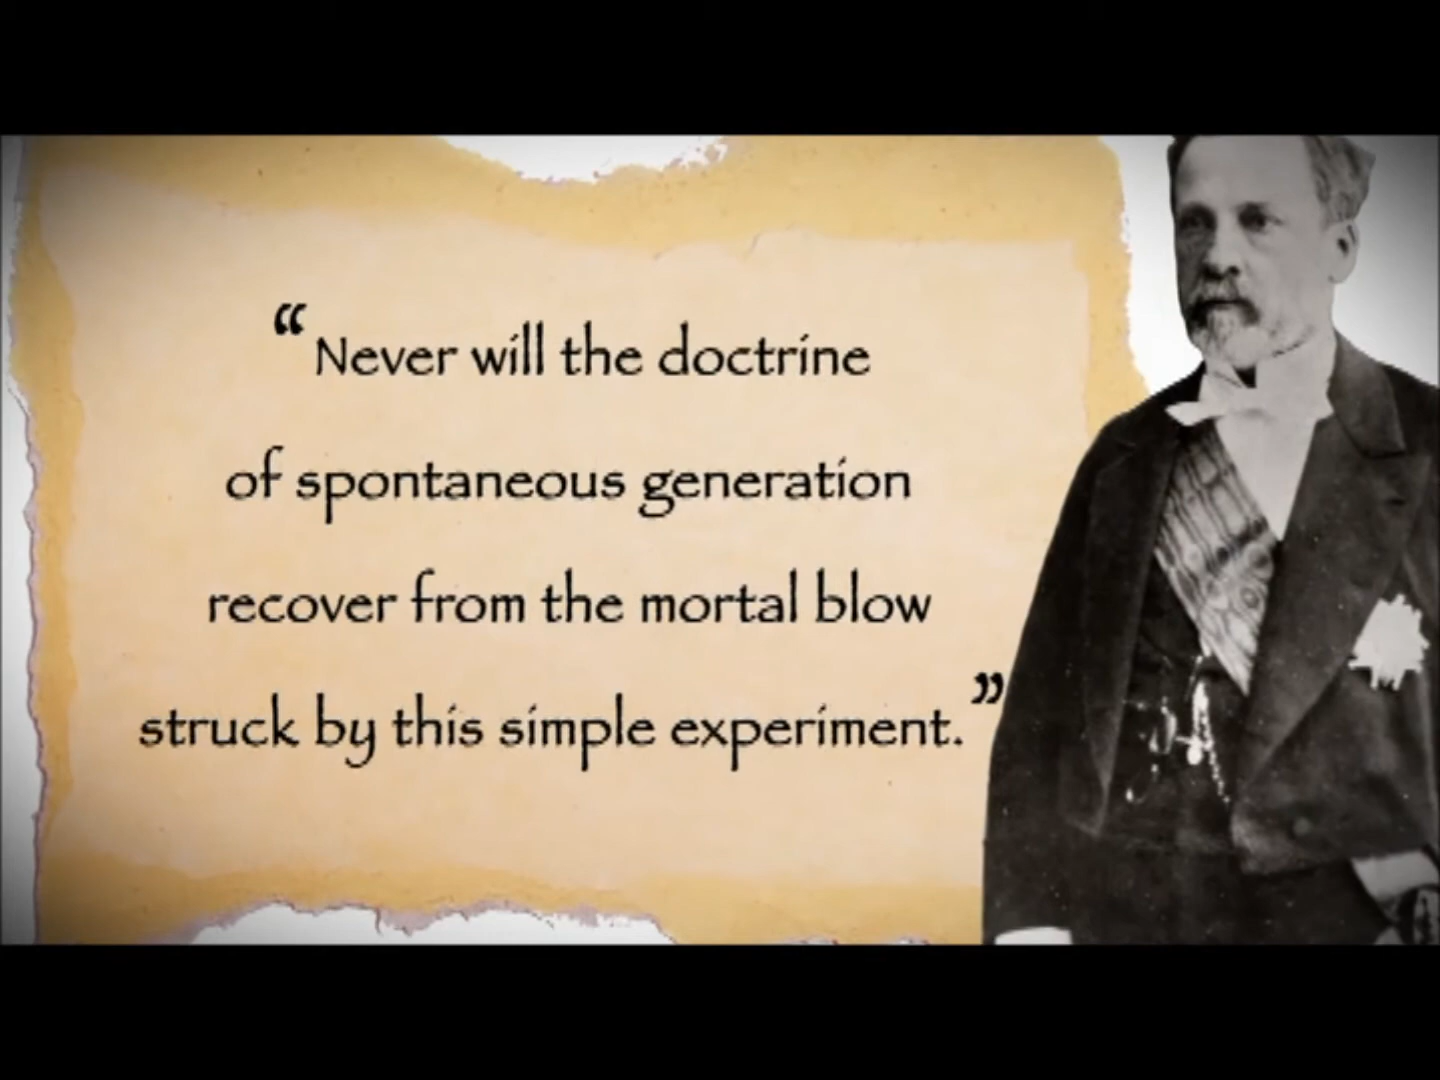 “Never will the doctrine
of spontaneous generation
recover from the mortal blow
struck by this simple experiment.”